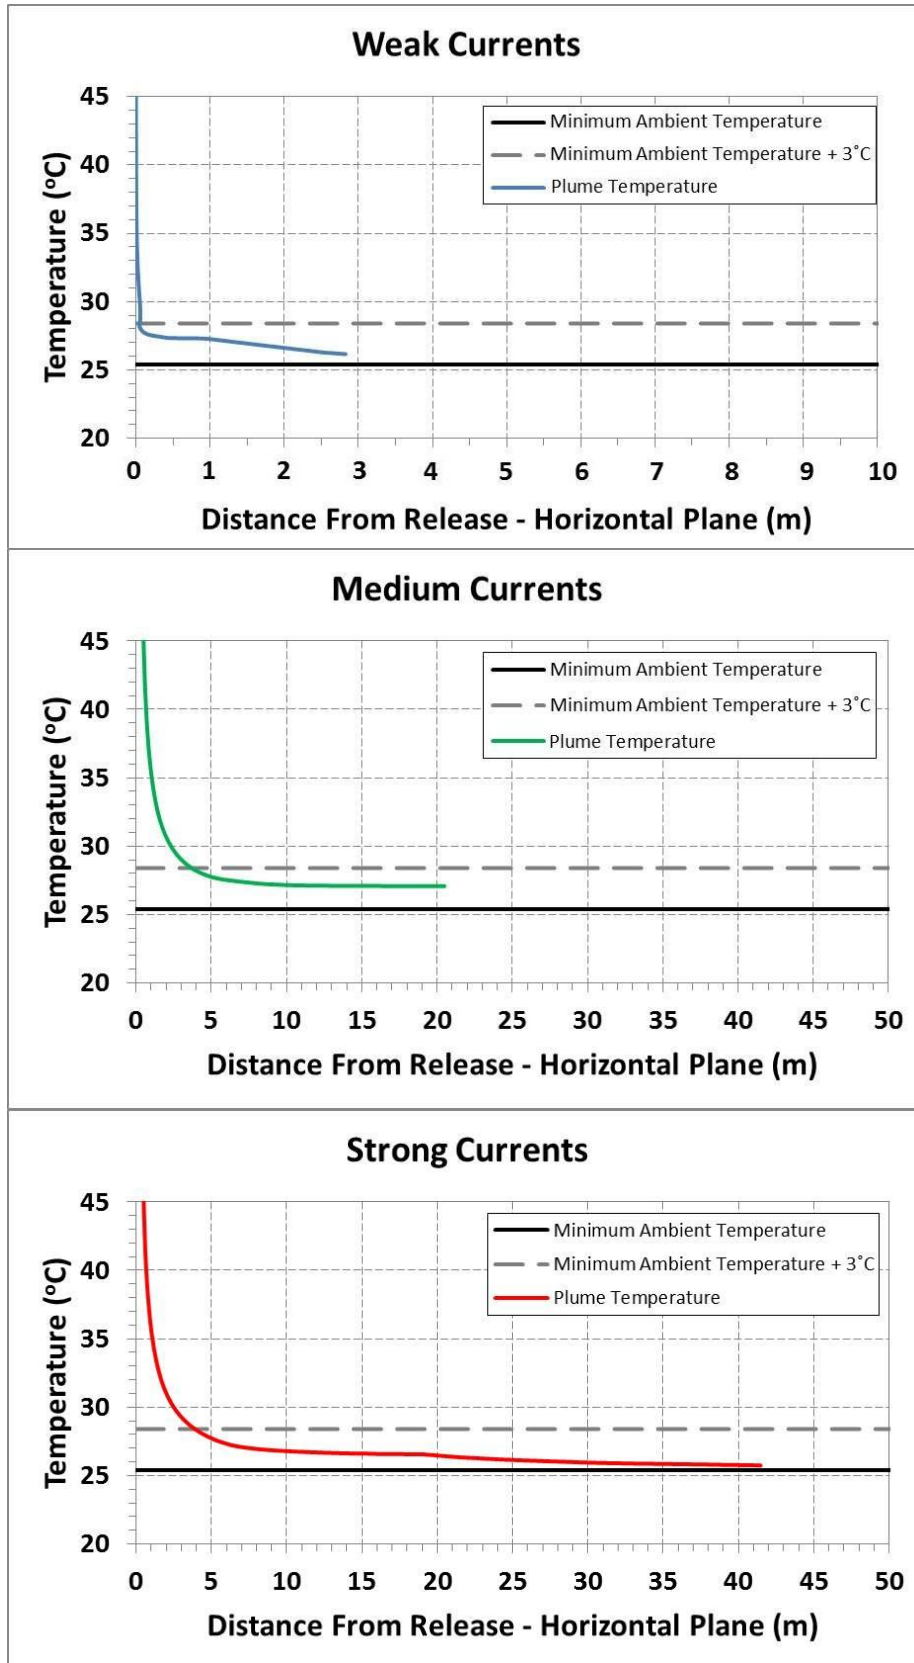 Weak Currents
45
40
35
30
25
20
Temperature (ºC)
Minimum Ambient Temperature
Minimum Ambient Temperature + 3˚C
Plume Temperature
0 1 2 3 4 5 6 7 8 9 10
Distance From Release - Horizontal Plane (m)
Medium Currents
45
40
35
30
25
20
Temperature (ºC)
Minimum Ambient Temperature
Minimum Ambient Temperature + 3˚C
Plume Temperature
0 5 10 15 20 25 30 35 40 45 50
Distance From Release - Horizontal Plane (m)
Strong Currents
45
40
35
30
25
20
Temperature (ºC)
Minimum Ambient Temperature
Minimum Ambient Temperature + 3˚C
Plume Temperature
0 5 10 15 20 25 30 35 40 45 50
Distance From Release - Horizontal Plane (m)